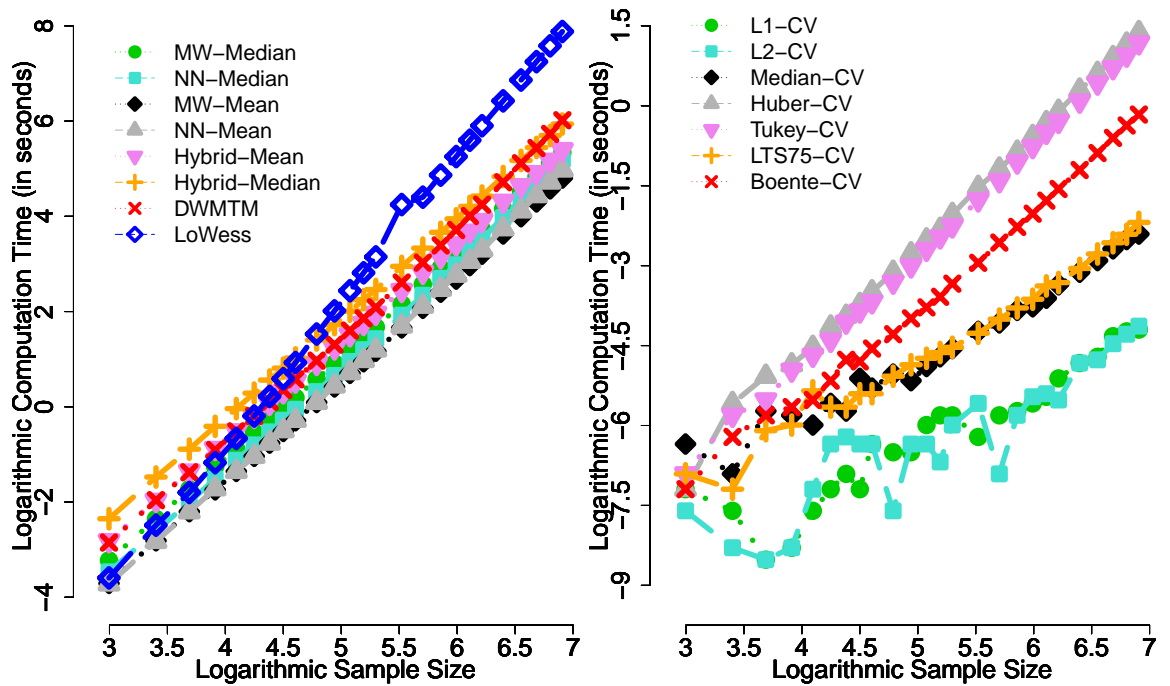 Logarithmic Computation Time (in seconds)
8
6
4
2
0
−2
−4
MW−Median
NN−Median
MW−Mean
NN−Mean
Hybrid−Mean
Hybrid−Median
DWMTM
LoWess
3 3.5 4 4.5 5 5.5 6 6.5 7
Logarithmic Sample Size
Logarithmic Computation Time (in seconds)
1.5
0
−1.5
−3
−4.5
−6
−7.5
−9
L1−CV
L2−CV
Median−CV
Huber−CV
Tukey−CV
LTS75−CV
Boente−CV
3 3.5 4 4.5 5 5.5 6 6.5 7
Logarithmic Sample Size